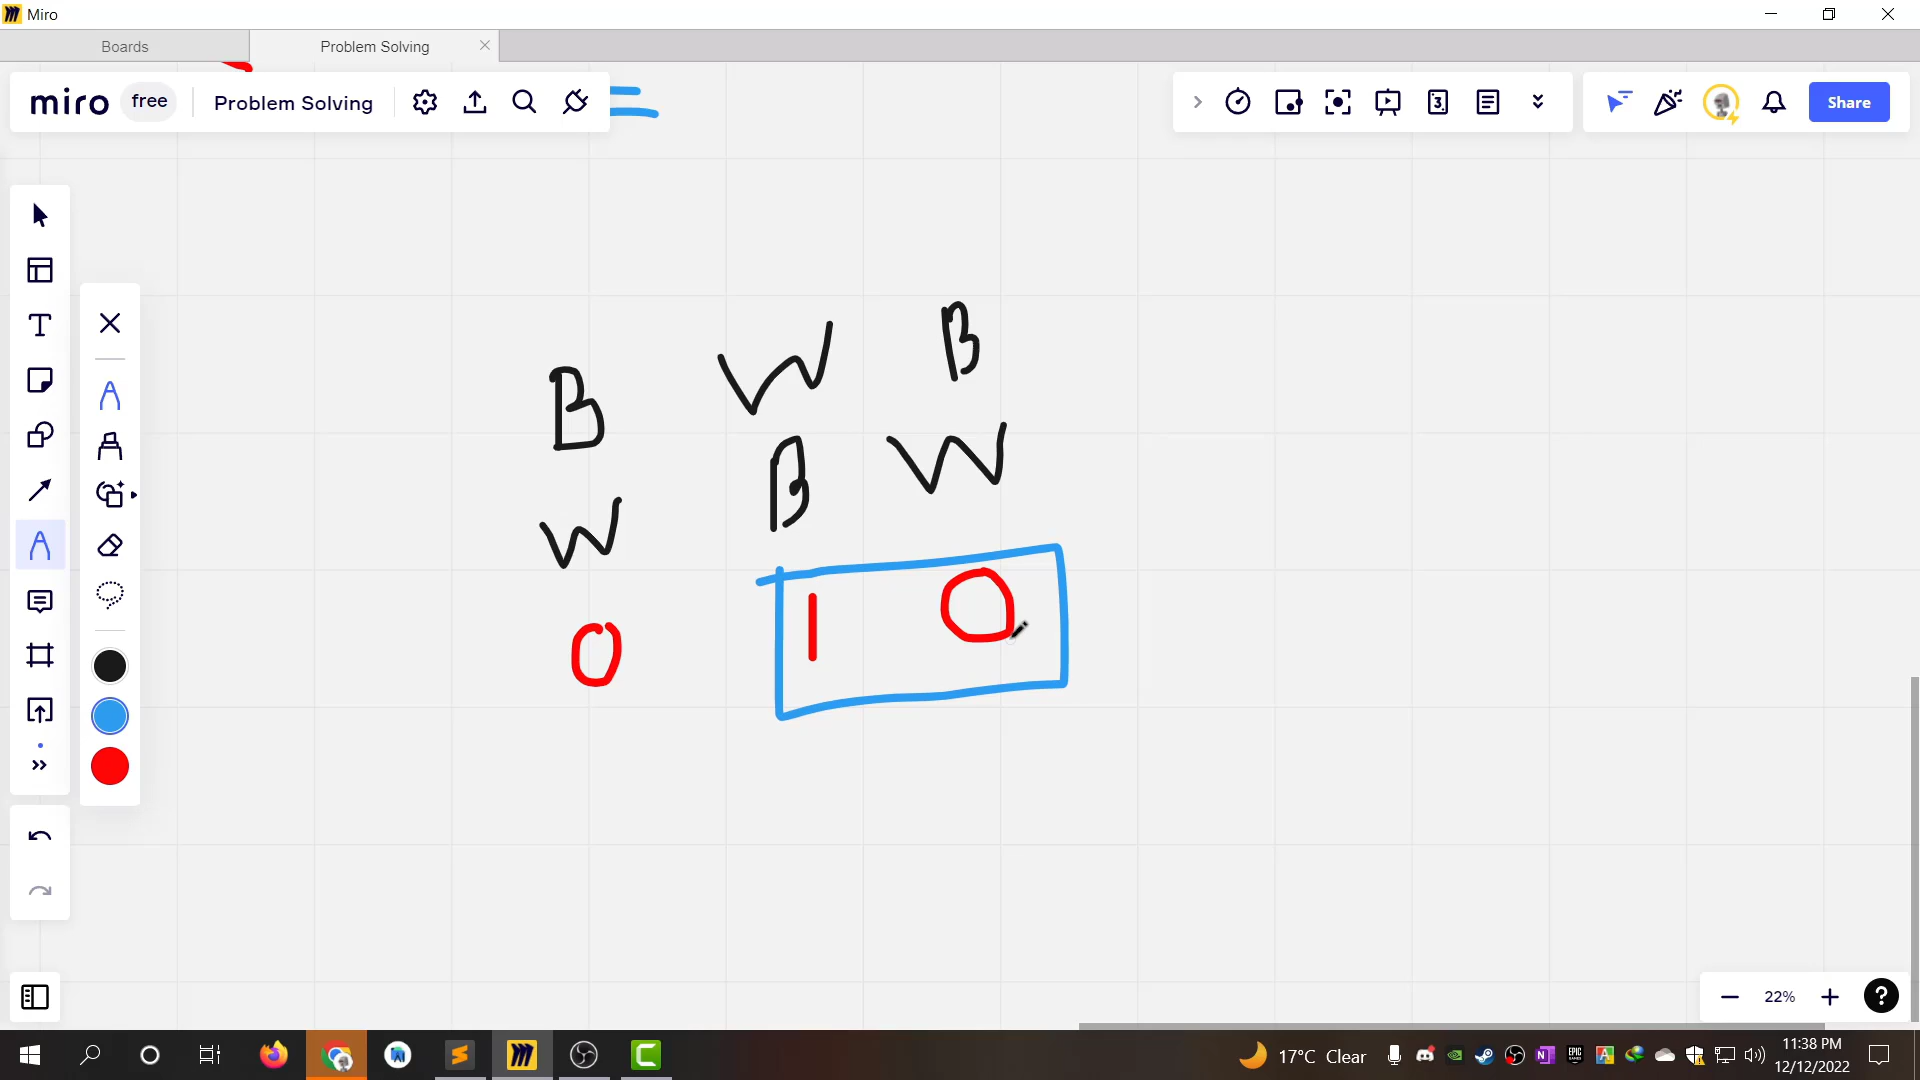 Miro
Boards
Problem Solving
miro free Problem Solving
3
Share
B W B
W B W
0 1 0
22%
?
17°C Clear
11:38 PM
12/12/2022